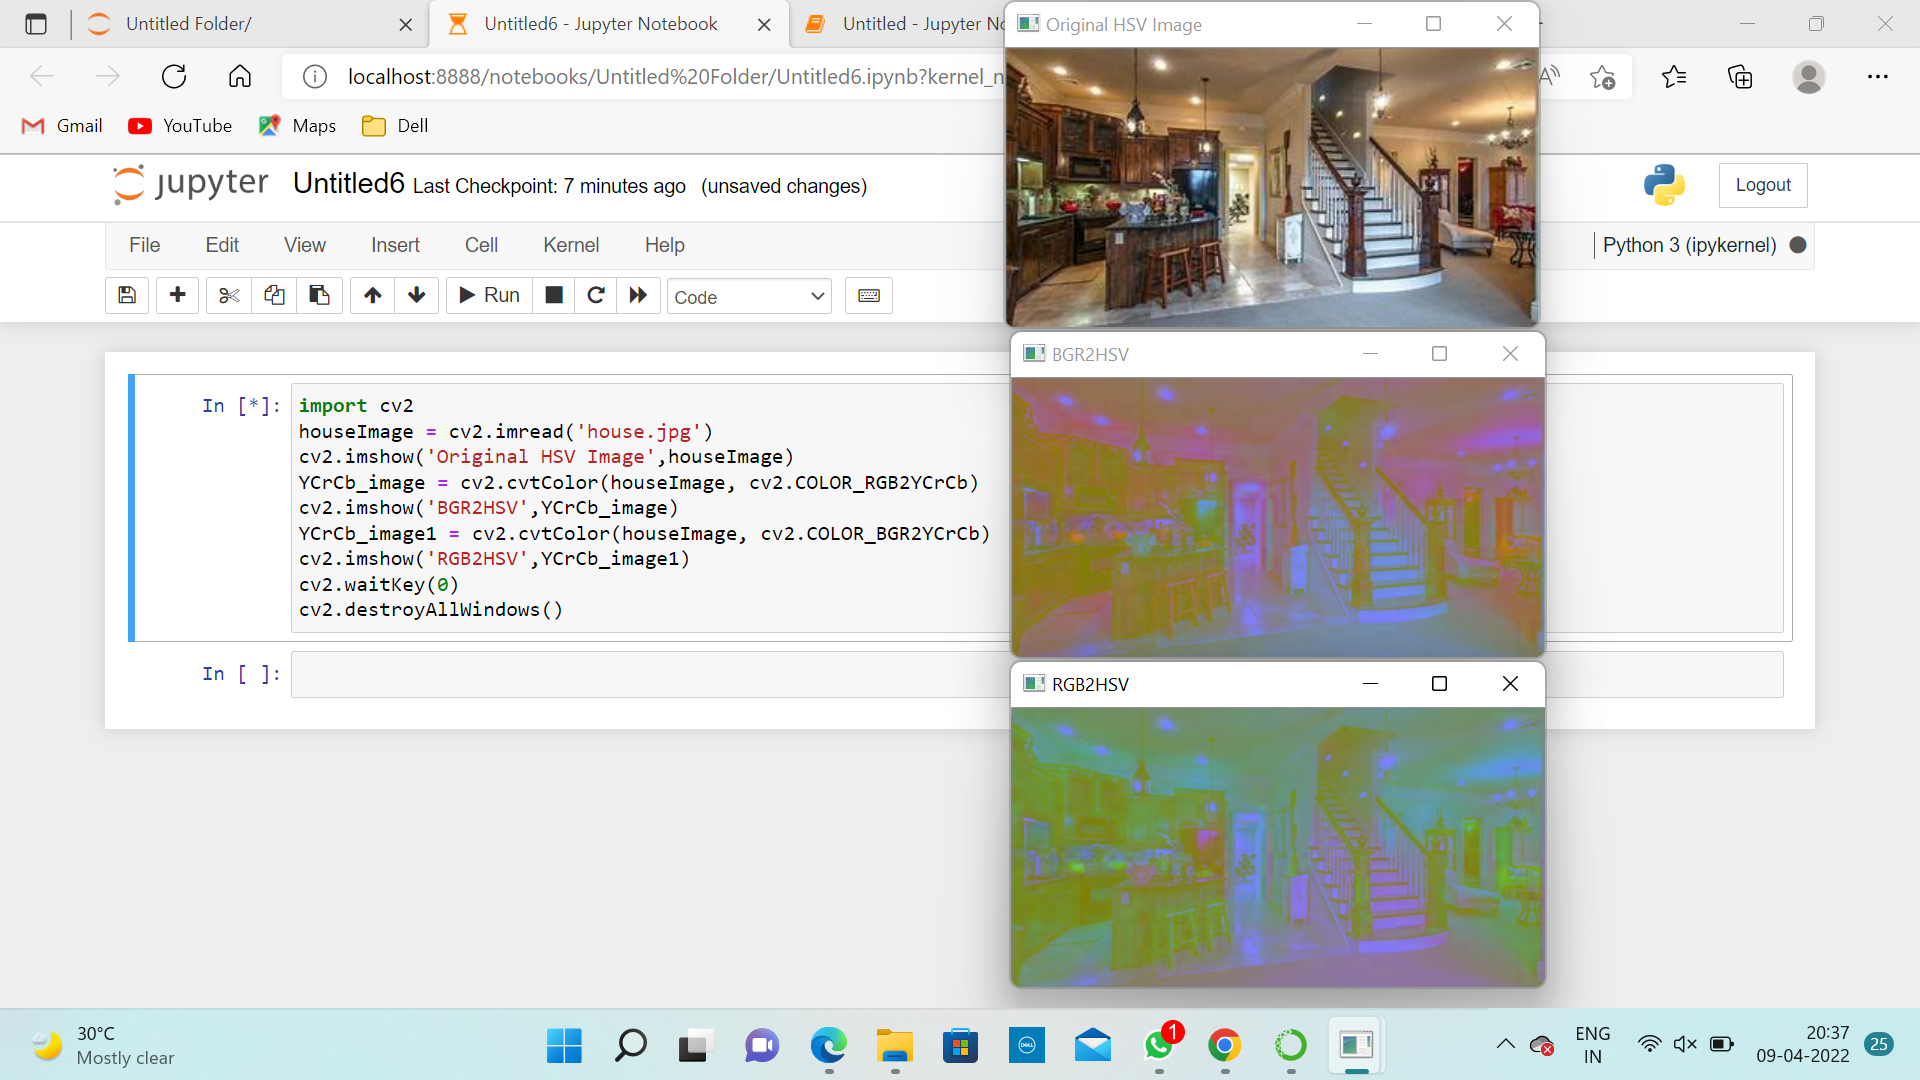 Untitled Folder/
Untitled6 - Jupyter Notebook
Untitled - Jupyter No
localhost:8888/notebooks/Untitled%20Folder/Untitled6.ipynb?kernel_n
Gmail
YouTube
Maps
Dell
jupyter
Untitled6 Last Checkpoint: 7 minutes ago (unsaved changes)
Logout
File
Edit
View
Insert
Cell
Kernel
Help
Python 3 (ipykernel)
Run
Code
In [*]:
import cv2
houseImage = cv2.imread('house.jpg')
cv2.imshow('Original HSV Image',houseImage)
YCrCb_image = cv2.cvtColor(houseImage, cv2.COLOR_RGB2YCrCb)
cv2.imshow('BGR2HSV',YCrCb_image)
YCrCb_image1 = cv2.cvtColor(houseImage, cv2.COLOR_BGR2YCrCb)
cv2.imshow('RGB2HSV',YCrCb_image1)
cv2.waitKey(0)
cv2.destroyAllWindows()
In [ ]:
Original HSV Image
BGR2HSV
RGB2HSV
30°C
Mostly clear
DELL
1
ENG
IN
20:37
09-04-2022
25